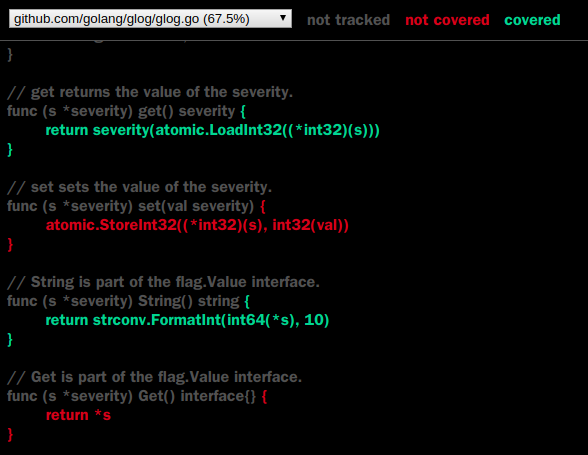 github.com/golang/glog/glog.go (67.5%) not tracked not covered covered
}
// get returns the value of the severity.
func (s *severity) get() severity {
return severity(atomic.LoadInt32((*int32)(s)))
}
// set sets the value of the severity.
func (s *severity) set(val severity) {
atomic.StoreInt32((*int32)(s), int32(val))
}
// String is part of the flag.Value interface.
func (s *severity) String() string {
return strconv.FormatInt(int64(*s), 10)
}
// Get is part of the flag.Value interface.
func (s *severity) Get() interface{} {
return *s
}